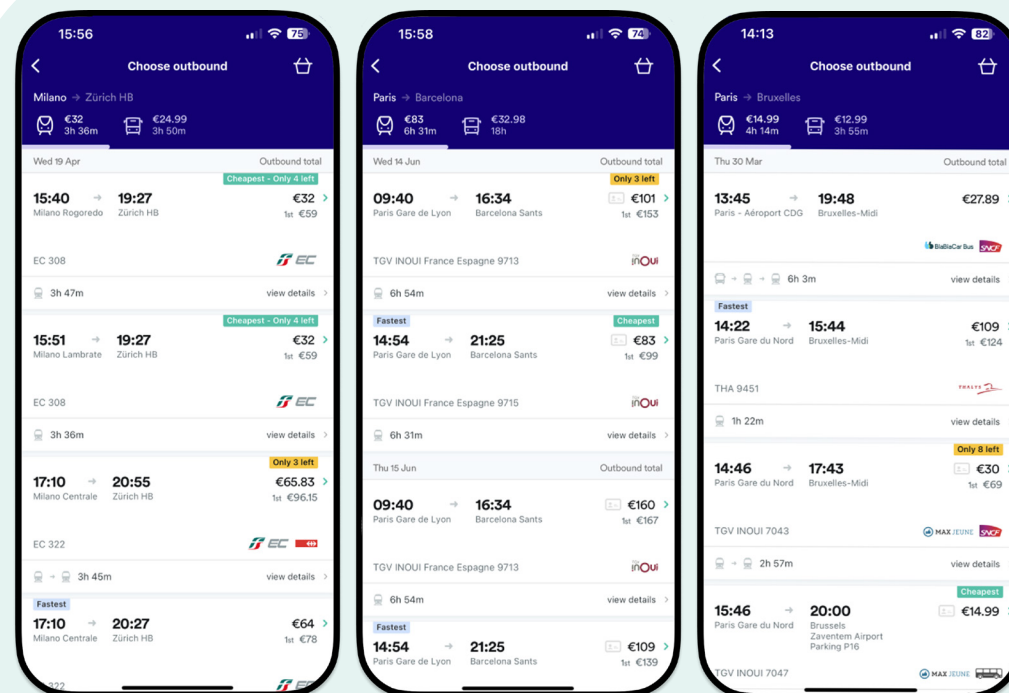 15:56
75
Choose outbound
Milano → Zürich HB
€32
3h 36m
€24.99
3h 50m
Wed 19 Apr Outbound total
Cheapest - Only 4 left
15:40 → 19:27 €32
Milano Rogoredo Zürich HB 1st €59
EC 308 EC
3h 47m view details
Cheapest - Only 4 left
15:51 → 19:27 €32
Milano Lambrate Zürich HB 1st €59
EC 308 EC
3h 36m view details
Only 3 left
17:10 → 20:55 €65.83
Milano Centrale Zürich HB 1st €96.15
EC 322 EC
→ 3h 45m view details
Fastest
17:10 → 20:27 €64
Milano Centrale Zürich HB 1st €78
322 EC
15:58
74
Choose outbound
Paris → Barcelona
€83
6h 31m
€32.98
18h
Wed 14 Jun Outbound total
Only 3 left
09:40 → 16:34 €101
Paris Gare de Lyon Barcelona Sants 1st €153
TGV INOUI France Espagne 9713 inOui
6h 54m view details
Fastest Cheapest
14:54 → 21:25 €83
Paris Gare de Lyon Barcelona Sants 1st €99
TGV INOUI France Espagne 9715 inOui
6h 31m view details
Thu 15 Jun Outbound total
09:40 → 16:34 €160
Paris Gare de Lyon Barcelona Sants 1st €167
TGV INOUI France Espagne 9713 inOui
6h 54m view details
Fastest
14:54 → 21:25 €109
Paris Gare de Lyon Barcelona Sants 1st €139
14:13
82
Choose outbound
Paris → Bruxelles
€14.99
4h 14m
€12.99
3h 55m
Thu 30 Mar Outbound total
13:45 → 19:48 €27.89
Paris - Aéroport CDG Bruxelles-Midi
BlaBlaCar Bus SNCF
→ → 6h 3m view details
Fastest
14:22 → 15:44 €109
Paris Gare du Nord Bruxelles-Midi 1st €124
THA 9451 THALYS
1h 22m view details
Only 8 left
14:46 → 17:43 €30
Paris Gare du Nord Bruxelles-Midi 1st €69
TGV INOUI 7043 MAX JEUNE SNCF
→ 2h 57m view details
Cheapest
15:46 → 20:00 €14.99
Paris Gare du Nord Brussels
Zaventem Airport
Parking P16
TGV INOUI 7047 MAX JEUNE